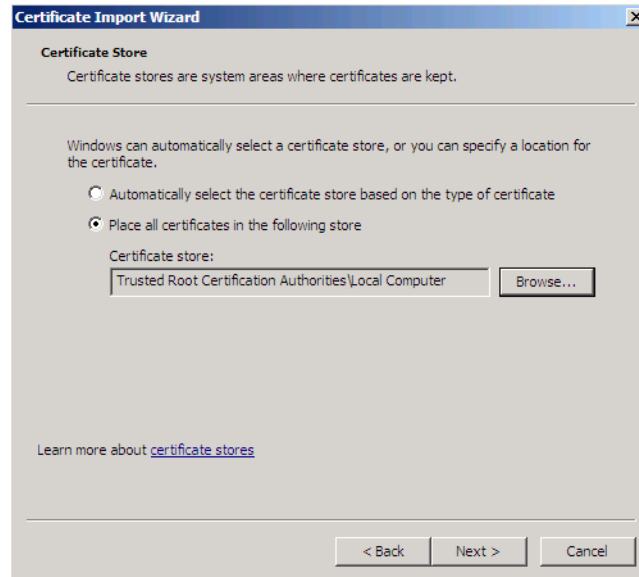 Certificate Import Wizard
Certificate Store
Certificate stores are system areas where certificates are kept.
Windows can automatically select a certificate store, or you can specify a location for
the certificate.
Automatically select the certificate store based on the type of certificate
Place all certificates in the following store
Certificate store:
Trusted Root Certification Authorities\Local Computer
Browse...
Learn more about certificate stores
< Back
Next >
Cancel